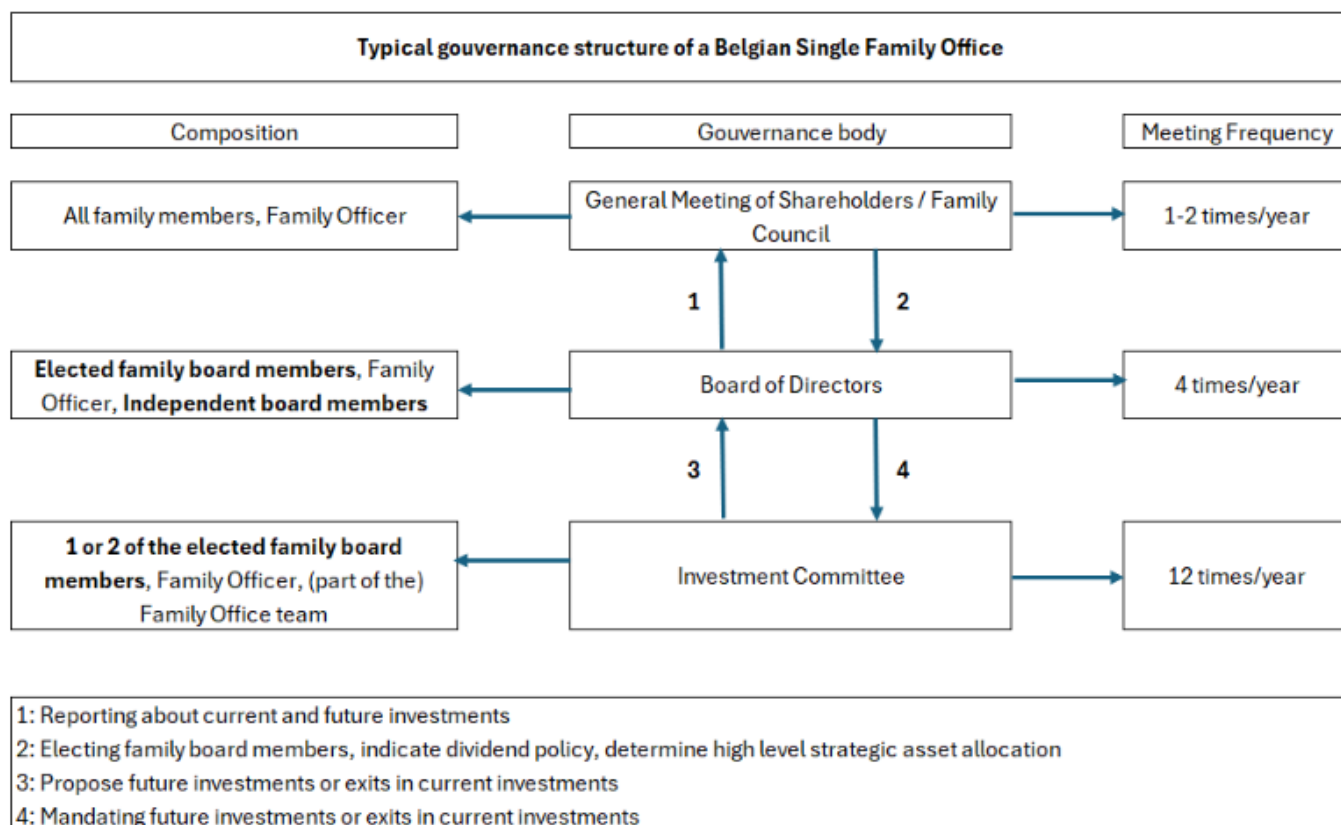 Typical gouvernance structure of a Belgian Single Family Office
Composition
Gouvernance body
Meeting Frequency
All family members, Family Officer
General Meeting of Shareholders / Family
Council
1-2 times/year
1
2
Elected family board members, Family
Officer, Independent board members
Board of Directors
4 times/year
3
4
1 or 2 of the elected family board
members, Family Officer, (part of the)
Family Office team
Investment Committee
12 times/year
1: Reporting about current and future investments
2: Electing family board members, indicate dividend policy, determine high level strategic asset allocation
3: Propose future investments or exits in current investments
4: Mandating future investments or exits in current investments